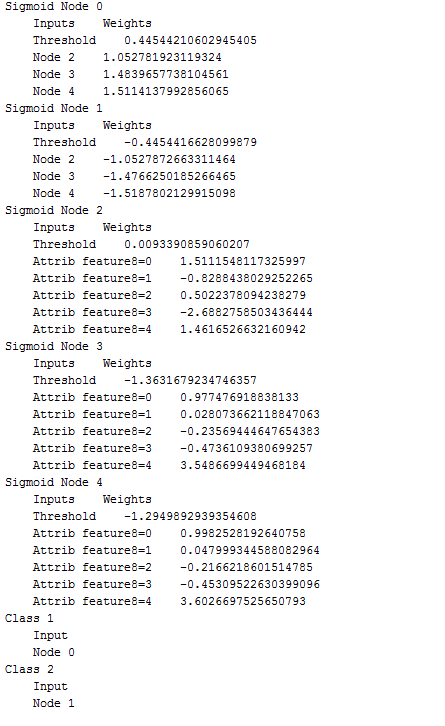 Sigmoid Node 0
Inputs Weights
Threshold 0.44544210602945405
Node 2 1.052781923119324
Node 3 1.4839657738104561
Node 4 1.5114137992856065
Sigmoid Node 1
Inputs Weights
Threshold -0.4454416628099879
Node 2 -1.0527872663311464
Node 3 -1.4766250185266465
Node 4 -1.5187802129915098
Sigmoid Node 2
Inputs Weights
Threshold 0.0093390859060207
Attrib feature8=0 1.5111548117325997
Attrib feature8=1 -0.8288438029252265
Attrib feature8=2 0.5022378094238279
Attrib feature8=3 -2.6882758503436444
Attrib feature8=4 1.4616526632160942
Sigmoid Node 3
Inputs Weights
Threshold -1.3631679234746357
Attrib feature8=0 0.977476918838133
Attrib feature8=1 0.028073662118847063
Attrib feature8=2 -0.23569444647654383
Attrib feature8=3 -0.4736109380699257
Attrib feature8=4 3.5486699449468184
Sigmoid Node 4
Inputs Weights
Threshold -1.2949892939354608
Attrib feature8=0 0.9982528192640758
Attrib feature8=1 0.047999344588082964
Attrib feature8=2 -0.2166218601514785
Attrib feature8=3 -0.45309522630399096
Attrib feature8=4 3.6026697525650793
Class 1
Input
Node 0
Class 2
Input
Node 1